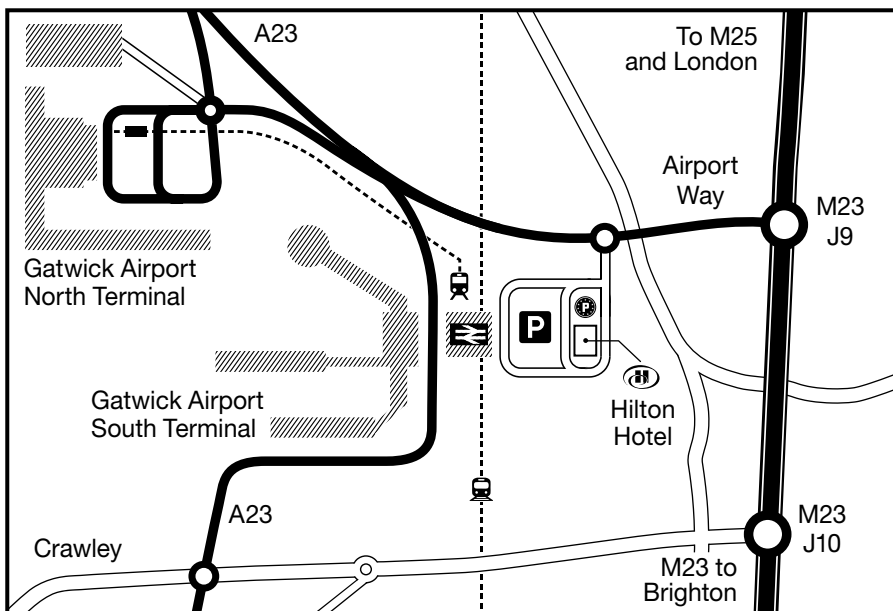 A23
To M25
and London
Airport
Way
M23
J9
Gatwick Airport
North Terminal
P
P
Hilton
Hotel
Gatwick Airport
South Terminal
A23
Crawley
M23
J10
M23 to
Brighton